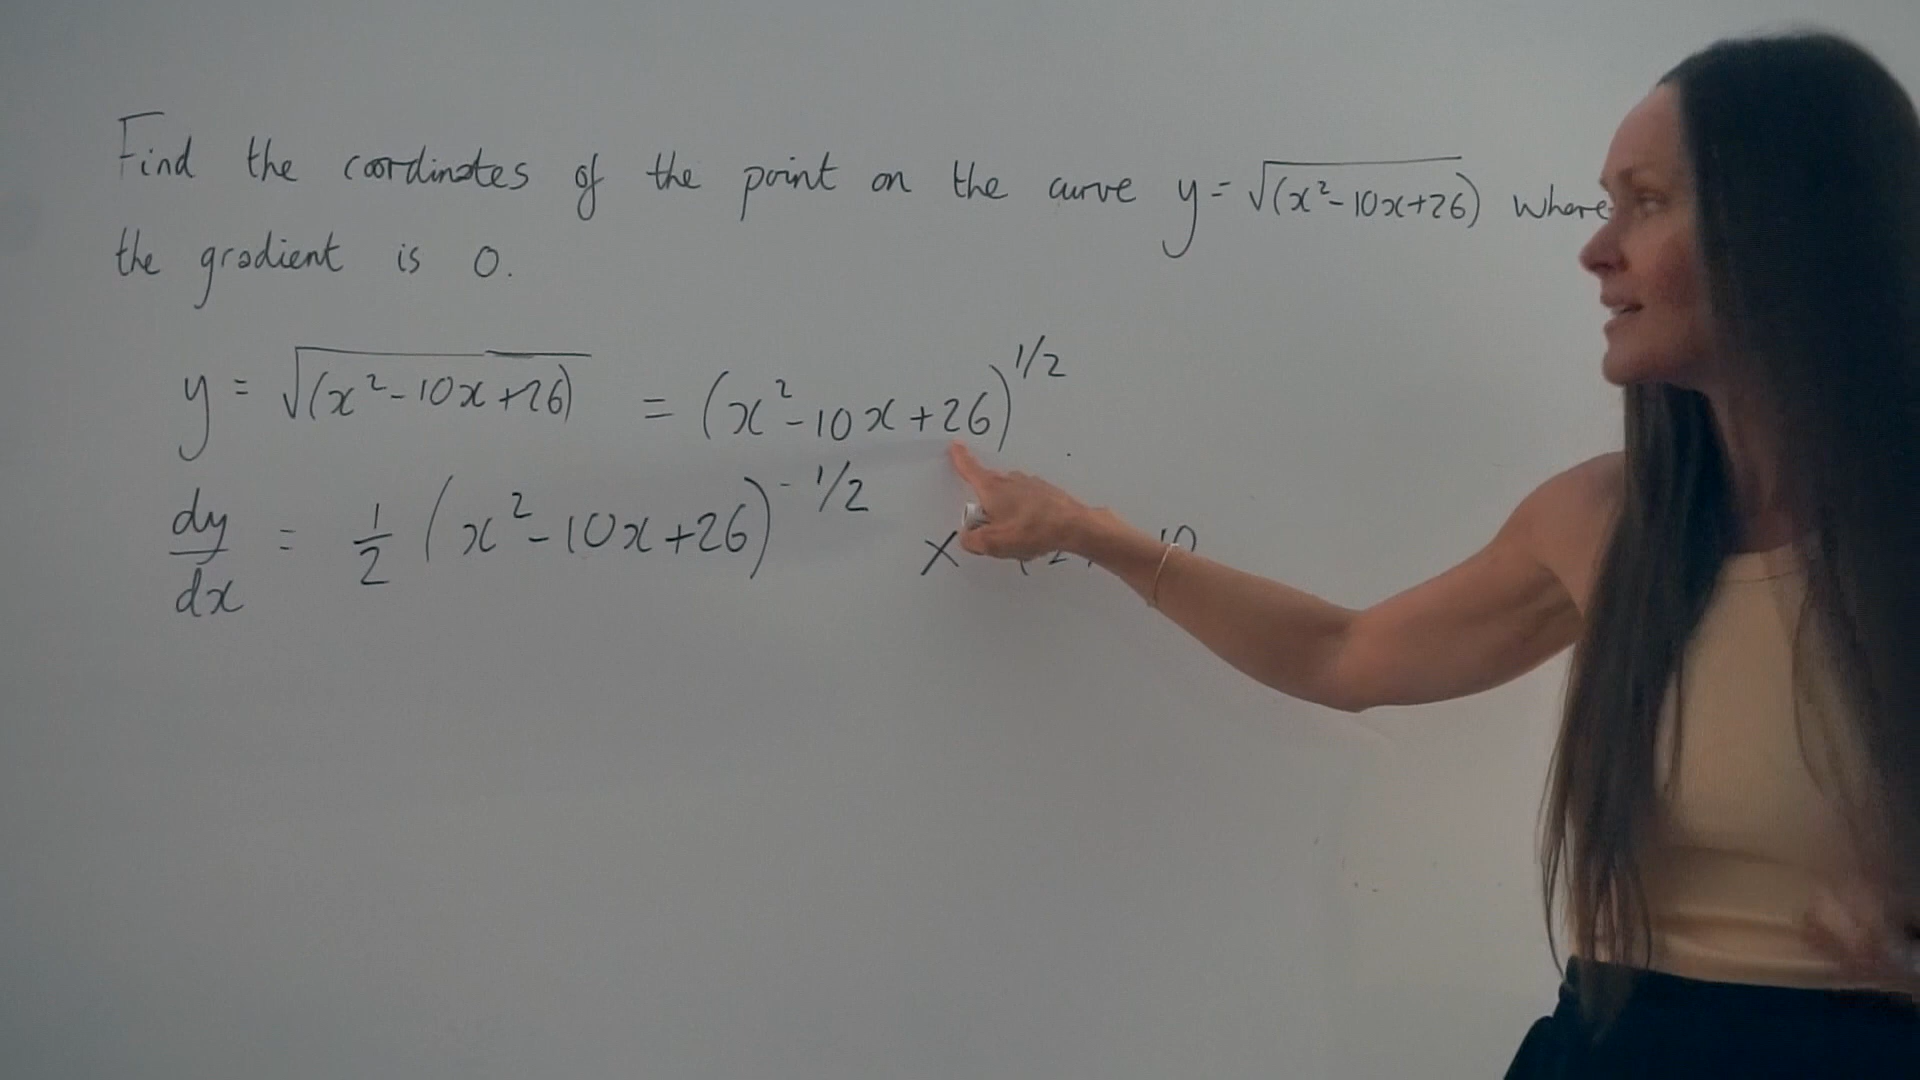 Find the coordinates of the point on the curve y = √(x²-10x+26) where
the gradient is 0.
y = √(x²-10x+26) = (x²-10x+26)^1/2
dy/dx = 1/2 (x²-10x+26)^-1/2 ×